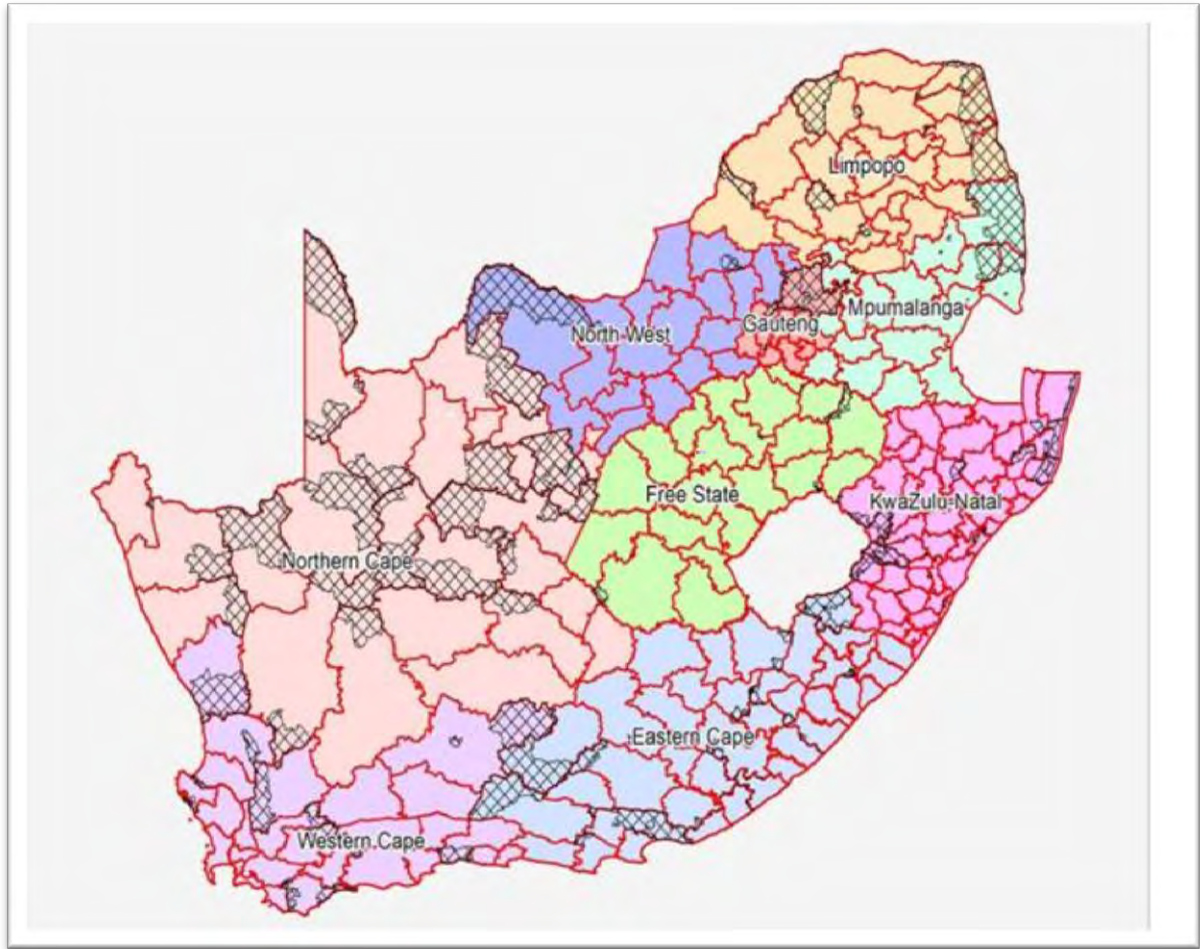 Limpopo
Mpumalanga
Gauteng
North West
Free State
KwaZulu-Natal
Northern Cape
Eastern Cape
Western Cape